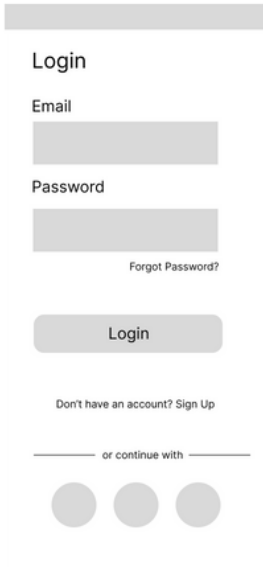 Login
Email
Password
Forgot Password?
Login
Don't have an account? Sign Up
or continue with